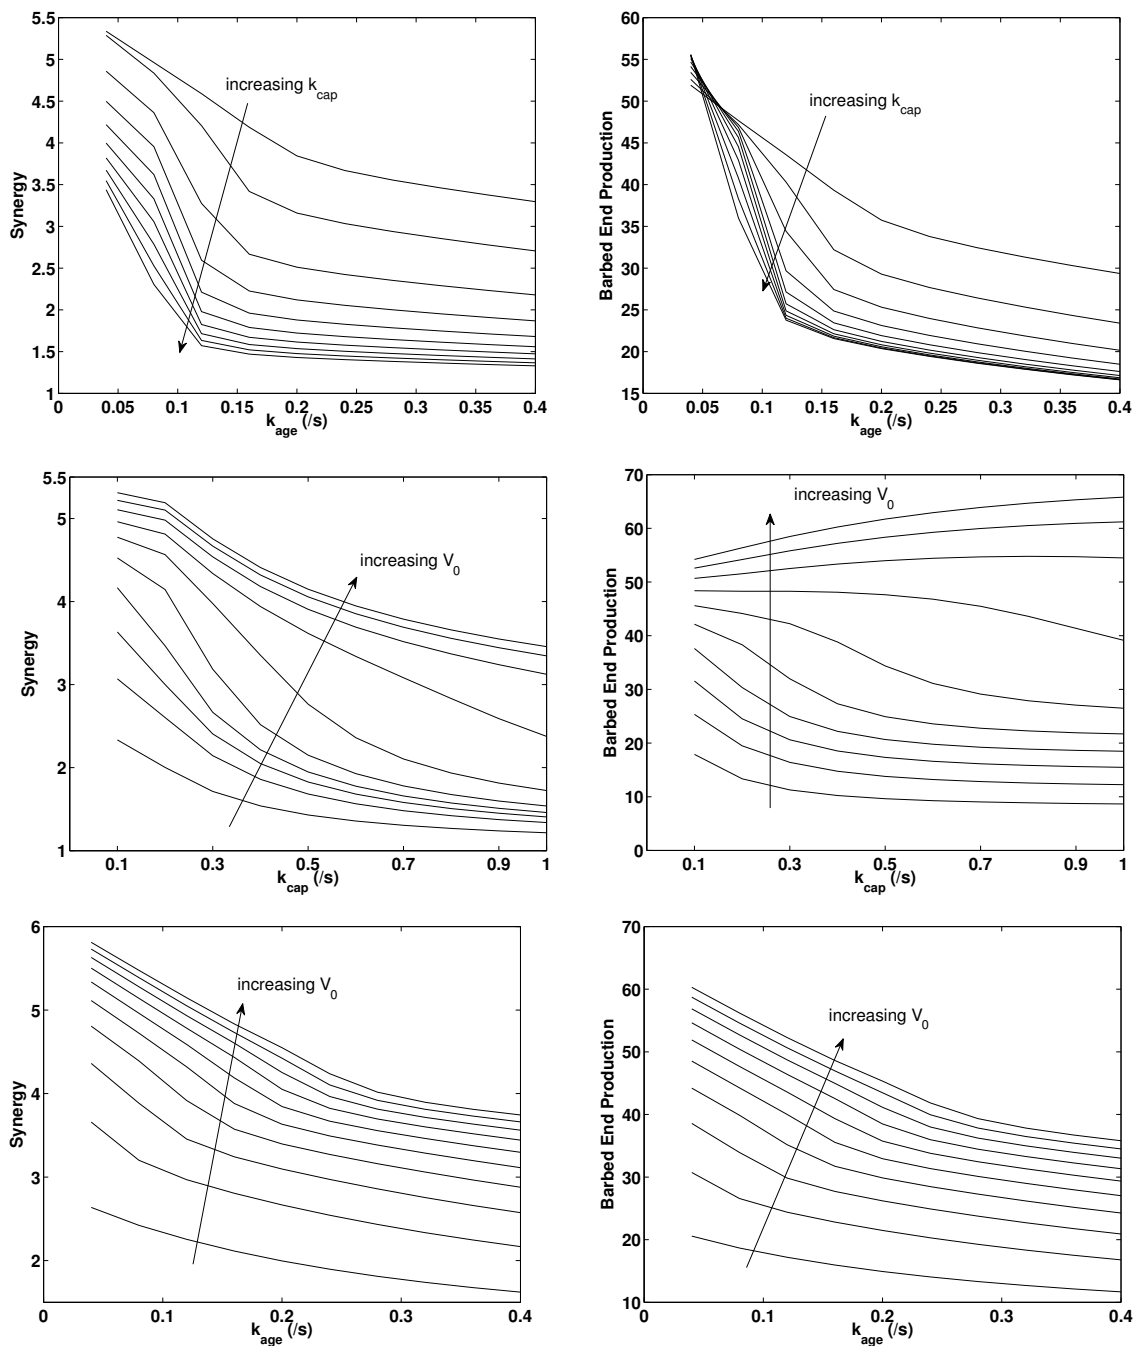 5.5
5
4.5
4
3.5
3
2.5
2
1.5
1
Synergy
increasing k_cap
0 0.05 0.1 0.15 0.2 0.25 0.3 0.35 0.4
k_age (/s)
60
55
50
45
40
35
30
25
20
15
Barbed End Production
increasing k_cap
0 0.05 0.1 0.15 0.2 0.25 0.3 0.35 0.4
k_age (/s)
5.5
5
4
3
2
1
Synergy
increasing V_0
0.1 0.3 0.5 0.7 0.9 1
k_cap (/s)
70
60
50
40
30
20
10
0
Barbed End Production
increasing V_0
0.1 0.3 0.5 0.7 0.9 1
k_cap (/s)
6
5
4
3
2
Synergy
increasing V_0
0 0.1 0.2 0.3 0.4
k_age (/s)
70
60
50
40
30
20
10
Barbed End Production
increasing V_0
0 0.1 0.2 0.3 0.4
k_age (/s)